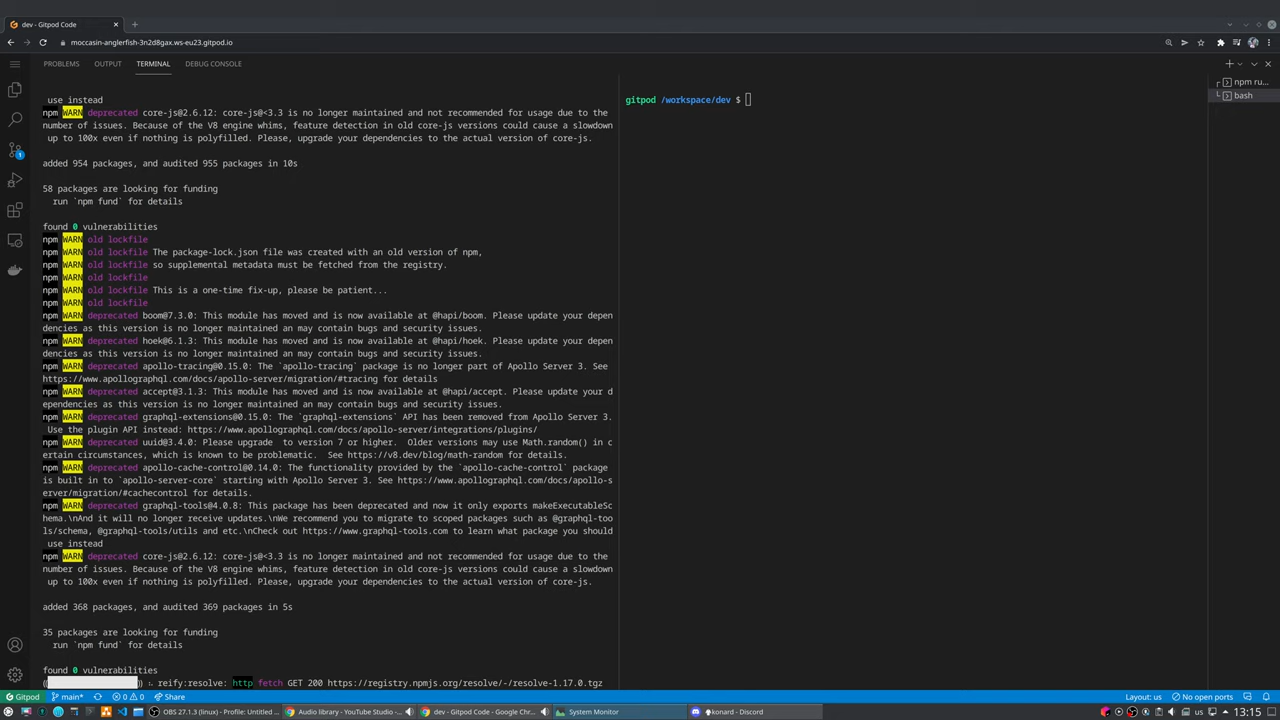 dev - Gitpod Code
moccasin-anglerfish-3n2d8gax.ws-eu23.gitpod.io
PROBLEMS OUTPUT TERMINAL DEBUG CONSOLE
use instead
npm WARN deprecated core-js@2.6.12: core-js@<3.3 is no longer maintained and not recommended for usage due to the
number of issues. Because of the V8 engine whims, feature detection in old core-js versions could cause a slowdown
up to 100x even if nothing is polyfilled. Please, upgrade your dependencies to the actual version of core-js.
added 954 packages, and audited 955 packages in 10s
58 packages are looking for funding
run `npm fund` for details
found 0 vulnerabilities
npm WARN old lockfile
npm WARN old lockfile The package-lock.json file was created with an old version of npm,
npm WARN old lockfile so supplemental metadata must be fetched from the registry.
npm WARN old lockfile
npm WARN old lockfile This is a one-time fix-up, please be patient...
npm WARN old lockfile
npm WARN deprecated boom@7.3.0: This module has moved and is now available at @hapi/boom. Please update your depen
dencies as this version is no longer maintained an may contain bugs and security issues.
npm WARN deprecated hoek@6.1.3: This module has moved and is now available at @hapi/hoek. Please update your depen
dencies as this version is no longer maintained an may contain bugs and security issues.
npm WARN deprecated apollo-tracing@0.15.0: The `apollo-tracing` package is no longer part of Apollo Server 3. See
https://www.apollographql.com/docs/apollo-server/migration/#tracing for details
npm WARN deprecated accept@3.1.3: This module has moved and is now available at @hapi/accept. Please update your d
ependencies as this version is no longer maintained an may contain bugs and security issues.
npm WARN deprecated graphql-extensions@0.15.0: The `graphql-extensions` API has been removed from Apollo Server 3.
Use the plugin API instead: https://www.apollographql.com/docs/apollo-server/integrations/plugins/
npm WARN deprecated uuid@3.4.0: Please upgrade  to version 7 or higher.  Older versions may use Math.random() in c
ertain circumstances, which is known to be problematic.  See https://v8.dev/blog/math-random for details.
npm WARN deprecated apollo-cache-control@0.14.0: The functionality provided by the `apollo-cache-control` package
is built in to `apollo-server-core` starting with Apollo Server 3. See https://www.apollographql.com/docs/apollo-s
erver/migration/#cachecontrol for details.
npm WARN deprecated graphql-tools@4.0.8: This package has been deprecated and now it only exports makeExecutableSc
hema.\nAnd it will no longer receive updates.\nWe recommend you to migrate to scoped packages such as @graphql-too
ls/schema, @graphql-tools/utils and etc.\nCheck out https://www.graphql-tools.com to learn what package you should
use instead
npm WARN deprecated core-js@2.6.12: core-js@<3.3 is no longer maintained and not recommended for usage due to the
number of issues. Because of the V8 engine whims, feature detection in old core-js versions could cause a slowdown
up to 100x even if nothing is polyfilled. Please, upgrade your dependencies to the actual version of core-js.
added 368 packages, and audited 369 packages in 5s
35 packages are looking for funding
run `npm fund` for details
found 0 vulnerabilities
reify:resolve: http fetch GET 200 https://registry.npmjs.org/resolve/-/resolve-1.17.0.tgz
gitpod /workspace/dev $
npm ru...
bash
1
Gitpod main* 0 0 Share Layout: us No open ports
OBS 27.1.3 (linux) - Profile: Untitled ... Audio library - YouTube Studio -... dev - Gitpod Code - Google Chr... System Monitor konard - Discord us 13:15